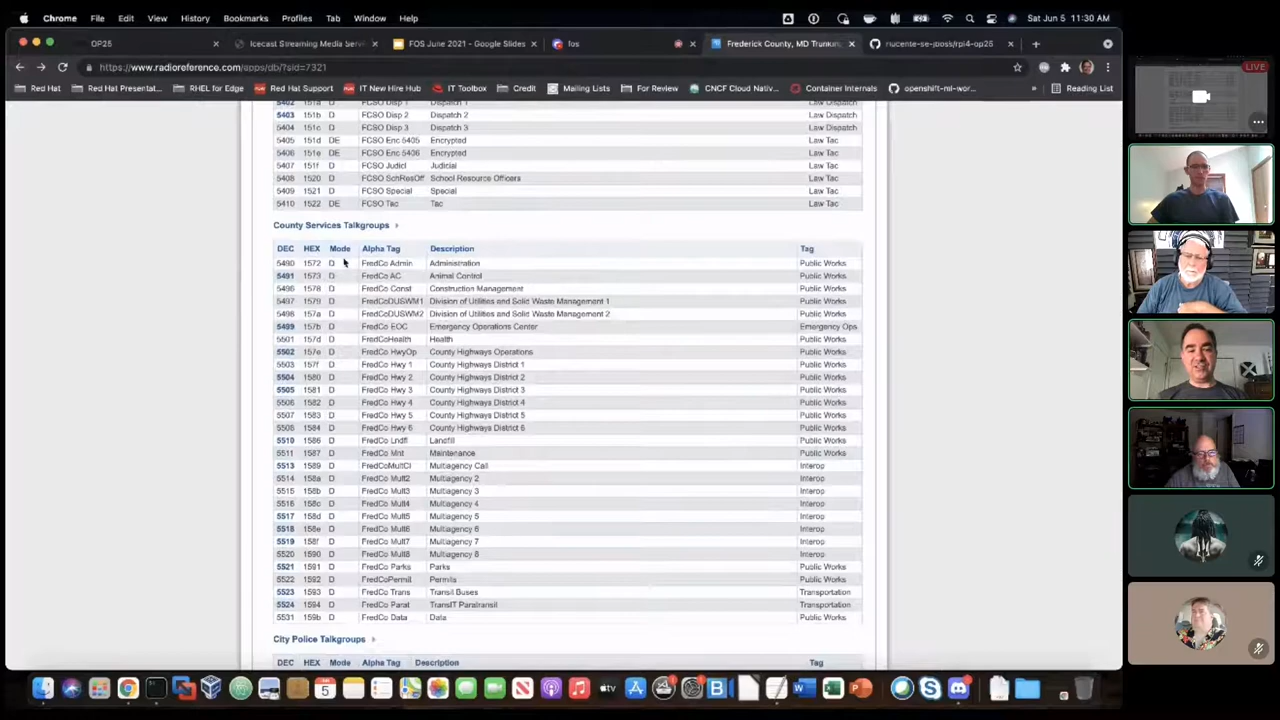 Chrome File Edit View History Bookmarks Profiles Tab Window Help Sat Jun 5 11:30 AM
OP25 Icecast Streaming Media Serv FOS June 2021 - Google Slides fos Frederick County, MD Trunking
https://www.radioreference.com/apps/db/?sid=7321
Red Hat Red Hat Presentat... RHEL for Edge Red Hat Support IT New Hire Hub IT Toolbox Credit Mailing Lists For Review CNCF Cloud Nativ... Container Internals openshift-ml-wor... » Reading List
5402 151a D FCSO Disp 1 Dispatch 1 Law Dispatch
5403 151b D FCSO Disp 2 Dispatch 2 Law Dispatch
5404 151c D FCSO Disp 3 Dispatch 3 Law Dispatch
5405 151d DE FCSO Enc 5405 Encrypted Law Tac
5406 151e DE FCSO Enc 5406 Encrypted Law Tac
5407 151f D FCSO Judicl Judicial Law Tac
5408 1520 D FCSO SchResOff School Resource Officers Law Tac
5409 1521 D FCSO Special Special Law Tac
5410 1522 DE FCSO Tac Tac Law Tac
County Services Talkgroups
DEC HEX Mode Alpha Tag Description Tag
5490 1572 D FredCo Admin Administration Public Works
5491 1573 D FredCo AC Animal Control Public Works
5496 1578 D FredCo Const Construction Management Public Works
5497 1579 D FredCoDUSWM1 Division of Utilities and Solid Waste Management 1 Public Works
5498 157a D FredCoDUSWM2 Division of Utilities and Solid Waste Management 2 Public Works
5499 157b D FredCo EOC Emergency Operations Center Emergency Ops
5501 157d D FredCoHealth Health Public Works
5502 157e D FredCo HwyOp County Highways Operations Public Works
5503 157f D FredCo Hwy 1 County Highways District 1 Public Works
5504 1580 D FredCo Hwy 2 County Highways District 2 Public Works
5505 1581 D FredCo Hwy 3 County Highways District 3 Public Works
5506 1582 D FredCo Hwy 4 County Highways District 4 Public Works
5507 1583 D FredCo Hwy 5 County Highways District 5 Public Works
5508 1584 D FredCo Hwy 6 County Highways District 6 Public Works
5510 1586 D FredCo Lndfl Landfill Public Works
5511 1587 D FredCo Mnt Maintenance Public Works
5513 1589 D FredCoMultCl Multiagency Call Interop
5514 158a D FredCo Mult2 Multiagency 2 Interop
5515 158b D FredCo Mult3 Multiagency 3 Interop
5516 158c D FredCo Mult4 Multiagency 4 Interop
5517 158d D FredCo Mult5 Multiagency 5 Interop
5518 158e D FredCo Mult6 Multiagency 6 Interop
5519 158f D FredCo Mult7 Multiagency 7 Interop
5520 1590 D FredCo Mult8 Multiagency 8 Interop
5521 1591 D FredCo Parks Parks Public Works
5522 1592 D FredCoPermit Permits Public Works
5523 1593 D FredCo Trans Transit Buses Transportation
5524 1594 D FredCo Parat TransIT Paratransit Transportation
5531 159b D FredCo Data Data Public Works
City Police Talkgroups
DEC HEX Mode Alpha Tag Description Tag
LIVE